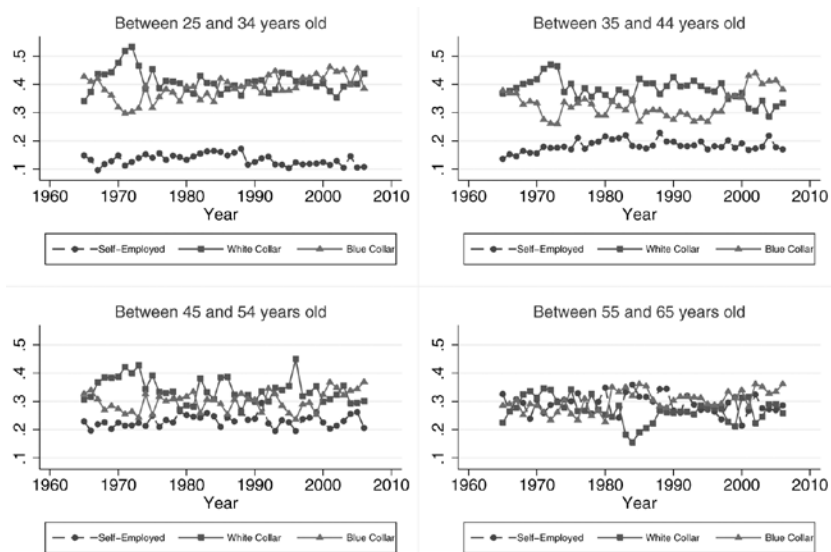 Between 25 and 34 years old
.5
.4
.3
.2
.1
1960 1970 1980 1990 2000 2010
Year
Self-Employed White Collar Blue Collar
Between 35 and 44 years old
.5
.4
.3
.2
.1
1960 1970 1980 1990 2000 2010
Year
Self-Employed White Collar Blue Collar
Between 45 and 54 years old
.5
.4
.3
.2
.1
1960 1970 1980 1990 2000 2010
Year
Self-Employed White Collar Blue Collar
Between 55 and 65 years old
.5
.4
.3
.2
.1
1960 1970 1980 1990 2000 2010
Year
Self-Employed White Collar Blue Collar